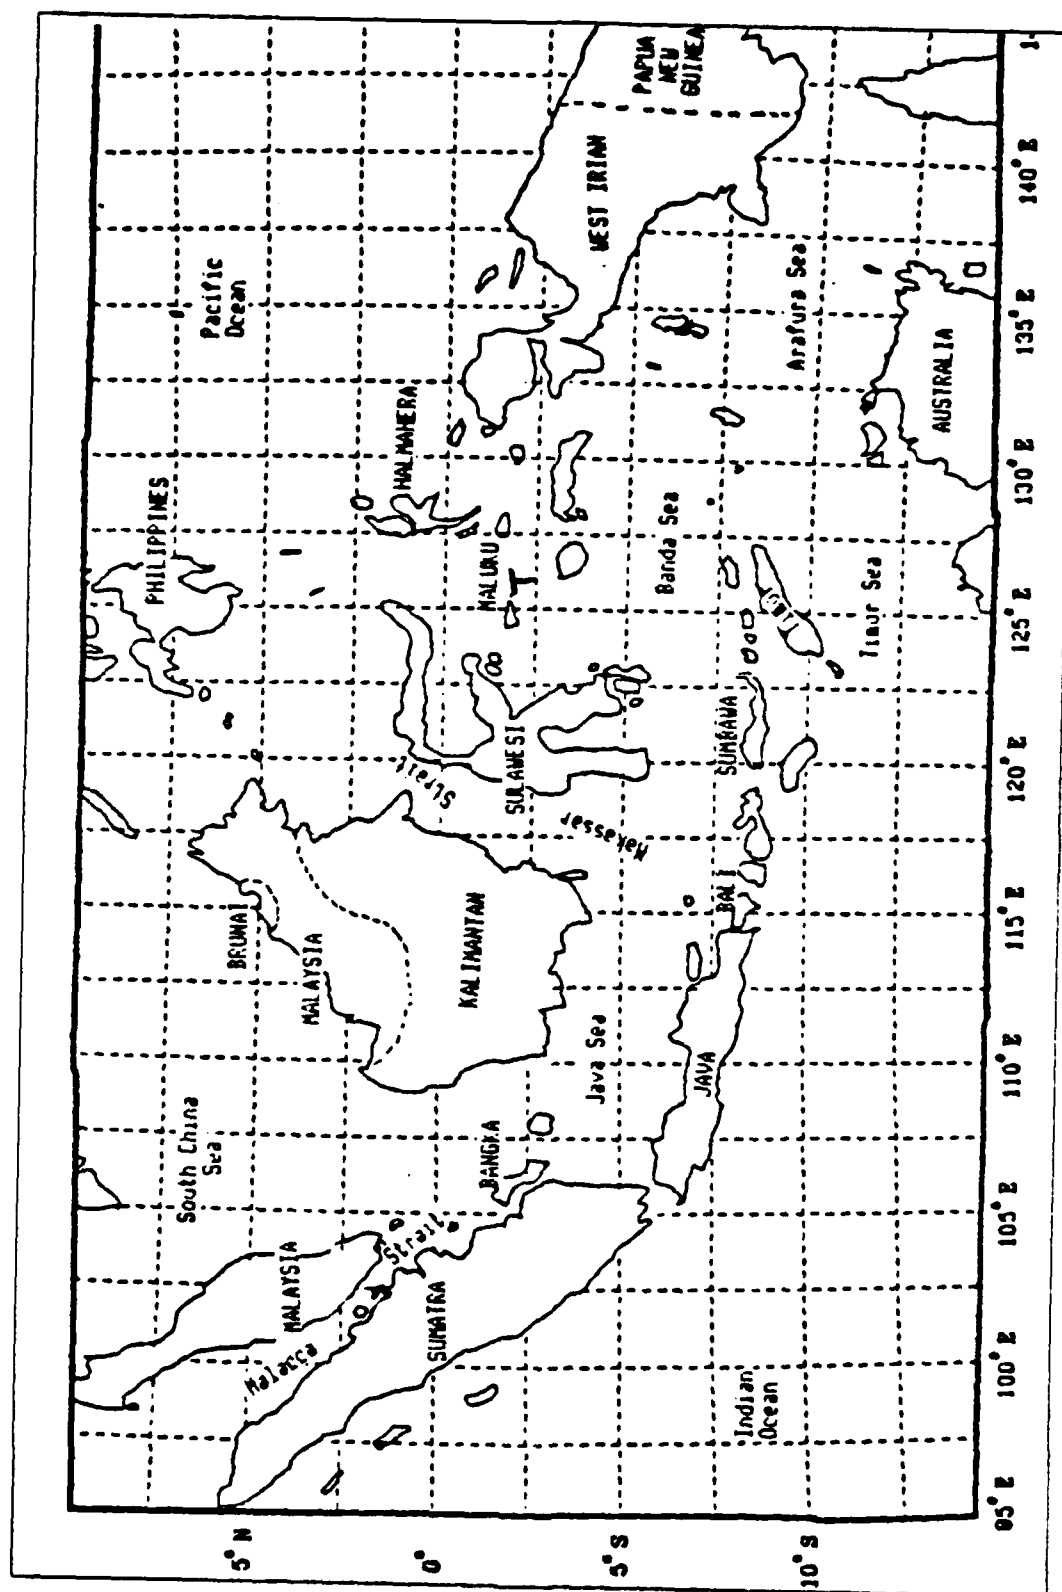 PHILIPPINES
Pacific
Ocean
South China
Sea
BRUNAI
MALAYSIA
MALAYSIA
Malacca
Strait
SUMATRA
BANGKA
KALIMANTAN
Strait
Makassar
SULAWESI
MALUKU
HALMAHERA
WEST IRIAN
PAPUA
NEW
GUINEA
Java Sea
Banda Sea
JAVA
BALI
SUMBAWA
TIMOR
Timur Sea
Arafura Sea
AUSTRALIA
Indian
Ocean
5° N
0°
5° S
10° S
95° E
100° E
105° E
110° E
115° E
120° E
125° E
130° E
135° E
140° E